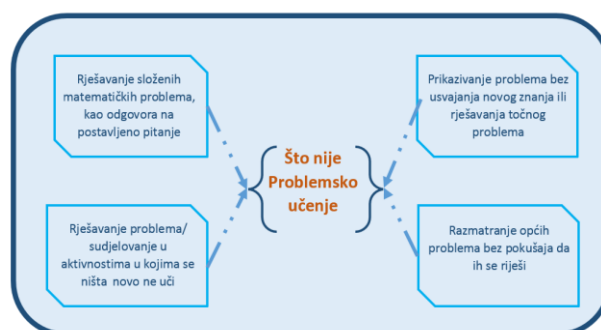 Rješavanje složenih
matematičkih problema,
kao odgovora na
postavljeno pitanje
Prikazivanje problema bez
usvajanja novog znanja ili
rješavanja točnog
problema
Što nije
Problemsko
učenje
Rješavanje problema/
sudjelovanje u
aktivnostima u kojima se
ništa novo ne uči
Razmatranje općih
problema bez pokušaja da
ih se riješi